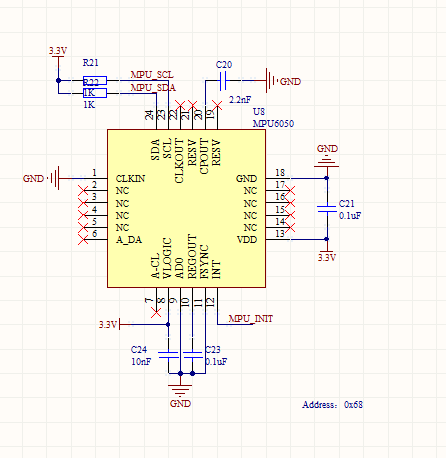 R21
3.3V
MPU_SCL
R22
1K
MPU_SDA
1K
C20
GND
2.2nF
U8
MPU6050
24 23 22 21 20 19
SDA SCL CLKOUT RESV CPOUT RESV
GND
GND 1 CLKIN
2 NC
3 NC
4 NC
5 NC
6 A_DA
GND 18
NC 17
NC 16
NC 15
NC 14
VDD 13
C21
0.1uF
3.3V
A-CL VLOGIC AD0 REGOUT FSYNC INT
7 8 9 10 11 12
3.3V
MPU_INIT
C24
10nF
C23
0.1uF
GND
Address：0x68